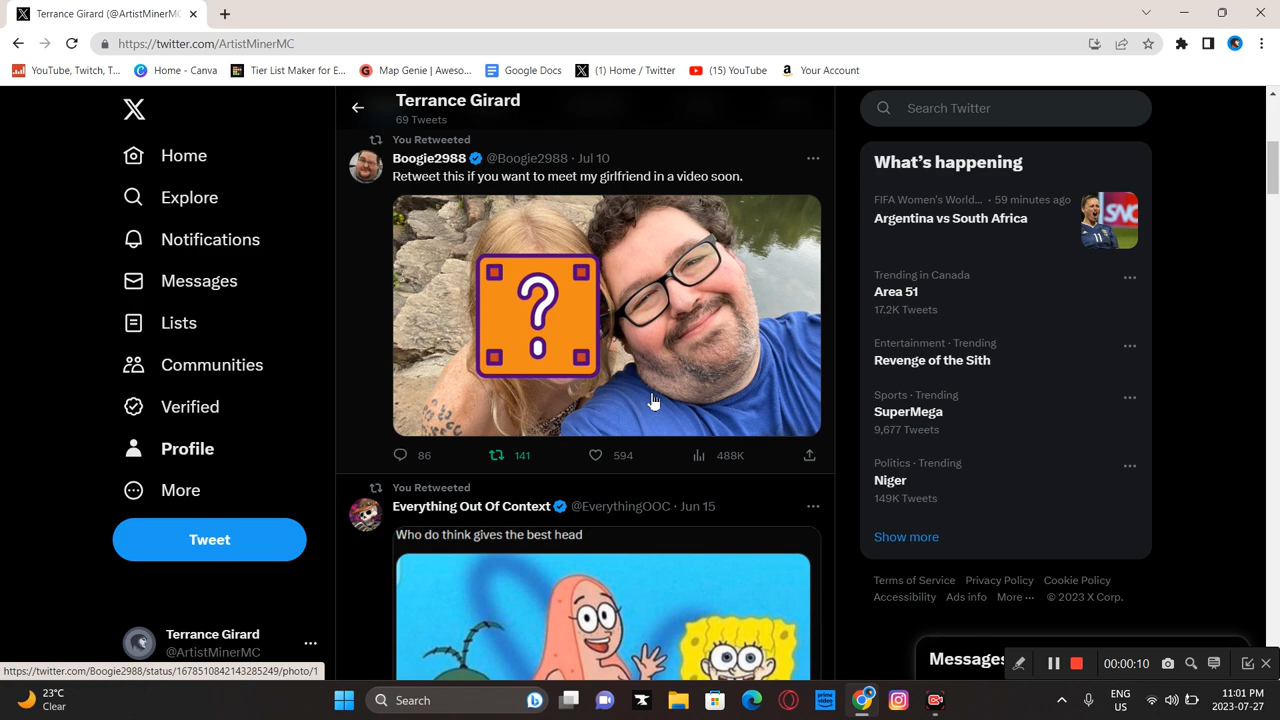 Terrance Girard (@ArtistMinerMC
https://twitter.com/ArtistMinerMC
YouTube, Twitch, T...
Home - Canva
Tier List Maker for E...
Map Genie | Aweso...
Google Docs
(1) Home / Twitter
(15) YouTube
Your Account
Home
Explore
Notifications
Messages
Lists
Communities
Verified
Profile
More
Tweet
Terrance Girard
@ArtistMinerMC
Terrance Girard
69 Tweets
You Retweeted
Boogie2988 @Boogie2988 · Jul 10
Retweet this if you want to meet my girlfriend in a video soon.
?
86 141 594 488K
You Retweeted
Everything Out Of Context @EverythingOOC · Jun 15
Who do think gives the best head
Search Twitter
What's happening
FIFA Women's World... · 59 minutes ago
Argentina vs South Africa
Trending in Canada
Area 51
17.2K Tweets
Entertainment · Trending
Revenge of the Sith
Sports · Trending
SuperMega
9,677 Tweets
Politics · Trending
Niger
149K Tweets
Show more
Terms of Service Privacy Policy Cookie Policy
Accessibility Ads info More ··· © 2023 X Corp.
Messages
00:00:10
https://twitter.com/Boogie2988/status/1678510842143285249/photo/1
23°C
Clear
Search
prime video
ENG
US
11:01 PM
2023-07-27